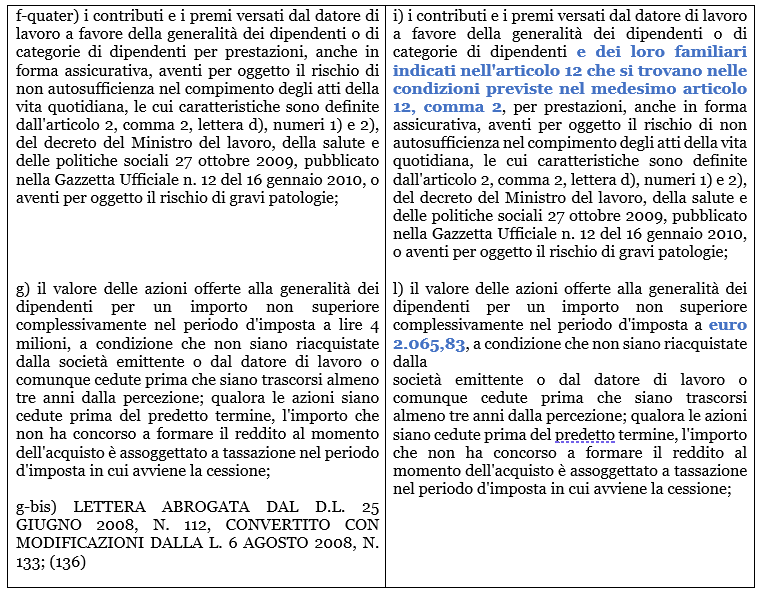 f-quater) i contributi e i premi versati dal datore di
lavoro a favore della generalità dei dipendenti o di
categorie di dipendenti per prestazioni, anche in
forma assicurativa, aventi per oggetto il rischio di
non autosufficienza nel compimento degli atti della
vita quotidiana, le cui caratteristiche sono definite
dall'articolo 2, comma 2, lettera d), numeri 1) e 2),
del decreto del Ministro del lavoro, della salute e
delle politiche sociali 27 ottobre 2009, pubblicato
nella Gazzetta Ufficiale n. 12 del 16 gennaio 2010, o
aventi per oggetto il rischio di gravi patologie;
g) il valore delle azioni offerte alla generalità dei
dipendenti per un importo non superiore
complessivamente nel periodo d'imposta a lire 4
milioni, a condizione che non siano riacquistate
dalla società emittente o dal datore di lavoro o
comunque cedute prima che siano trascorsi almeno
tre anni dalla percezione; qualora le azioni siano
cedute prima del predetto termine, l'importo che
non ha concorso a formare il reddito al momento
dell'acquisto è assoggettato a tassazione nel periodo
d'imposta in cui avviene la cessione;
g-bis) LETTERA ABROGATA DAL D.L. 25
GIUGNO 2008, N. 112, CONVERTITO CON
MODIFICAZIONI DALLA L. 6 AGOSTO 2008, N.
133; (136)
i) i contributi e i premi versati dal datore di lavoro
a favore della generalità dei dipendenti o di
categorie di dipendenti e dei loro familiari
indicati nell'articolo 12 che si trovano nelle
condizioni previste nel medesimo articolo
12, comma 2, per prestazioni, anche in forma
assicurativa, aventi per oggetto il rischio di non
autosufficienza nel compimento degli atti della vita
quotidiana, le cui caratteristiche sono definite
dall'articolo 2, comma 2, lettera d), numeri 1) e 2),
del decreto del Ministro del lavoro, della salute e
delle politiche sociali 27 ottobre 2009, pubblicato
nella Gazzetta Ufficiale n. 12 del 16 gennaio 2010,
o aventi per oggetto il rischio di gravi patologie;
l) il valore delle azioni offerte alla generalità dei
dipendenti per un importo non superiore
complessivamente nel periodo d'imposta a euro
2.065,83, a condizione che non siano riacquistate
dalla
società emittente o dal datore di lavoro o
comunque cedute prima che siano trascorsi
almeno tre anni dalla percezione; qualora le azioni
siano cedute prima del predetto termine, l'importo
che non ha concorso a formare il reddito al
momento dell'acquisto è assoggettato a tassazione
nel periodo d'imposta in cui avviene la cessione;